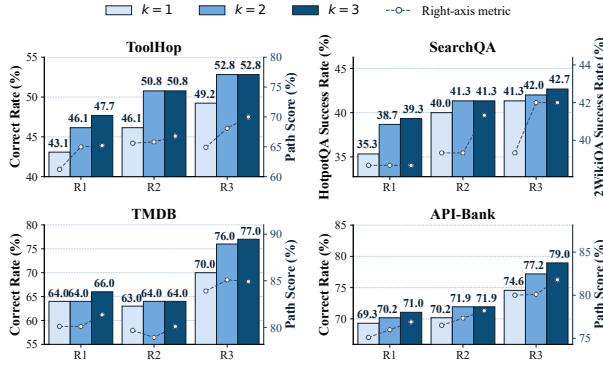 k = 1 k = 2 k = 3 Right-axis metric
ToolHop
Correct Rate (%)
55
50
45
40
43.1 46.1 47.7 46.1 50.8 50.8 49.2 52.8 52.8
80
75
70
65
60
Path Score (%)
R1 R2 R3
SearchQA
HotpotQA Success Rate (%)
45
40
35
35.3 38.7 39.3 40.0 41.3 41.3 41.3 42.0 42.7
44
42
40
2WikiQA Success Rate (%)
R1 R2 R3
TMDB
Correct Rate (%)
80
75
70
65
60
55
64.0 64.0 66.0 63.0 64.0 64.0 70.0 76.0 77.0
90
85
80
Path Score (%)
R1 R2 R3
API-Bank
Correct Rate (%)
85
80
75
70
69.3 70.2 71.0 70.2 71.9 71.9 74.6 77.2 79.0
85
80
75
Path Score (%)
R1 R2 R3